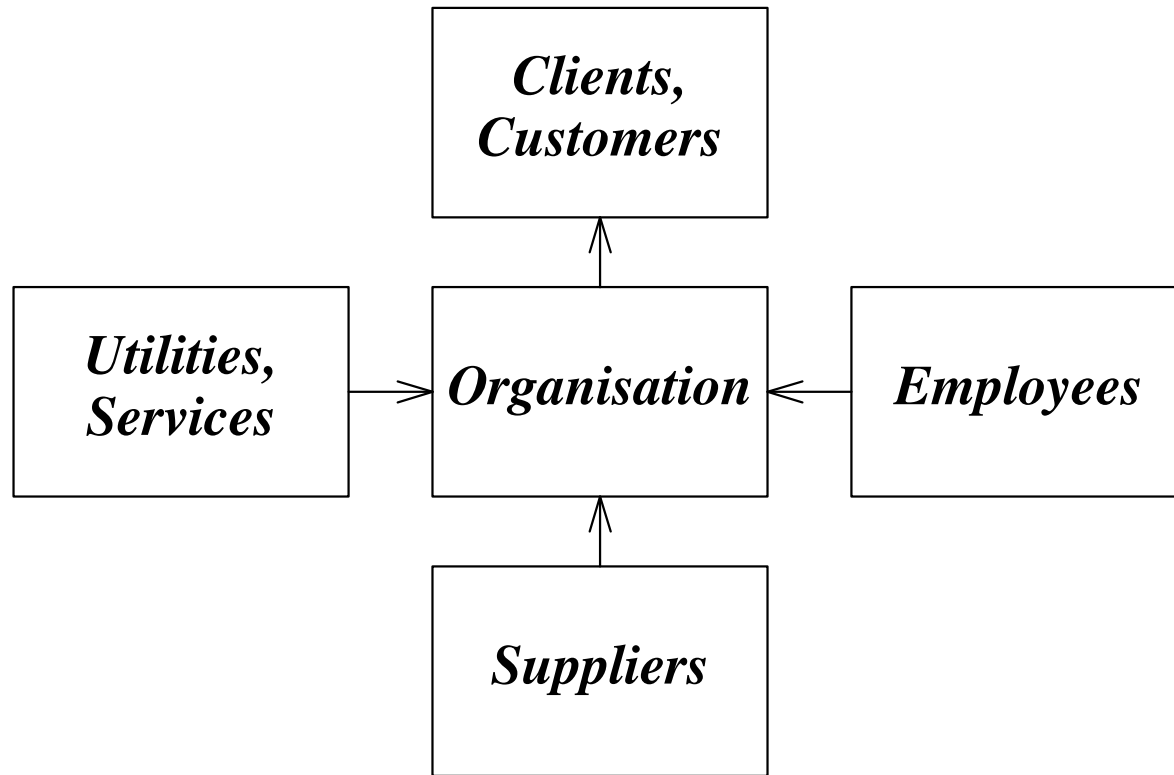 Clients,
Customers
Utilities,
Services
Organisation
Employees
Suppliers